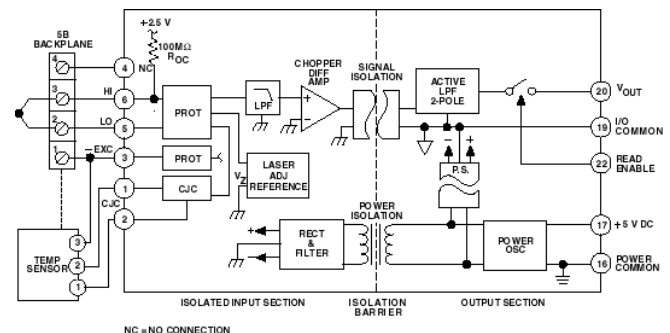 5B
BACKPLANE
4
3
2
1
+2.5 V
100MΩ
ROC
4
NC
HI
6
LO
5
–EXC
3
1
CJC
2
PROT
PROT
CJC
LPF
CHOPPER
DIFF
AMP
SIGNAL
ISOLATION
ACTIVE
LPF
2-POLE
VZ
LASER
ADJ
REFERENCE
– +
P.S.
20
VOUT
19
I/O
COMMON
22
READ
ENABLE
17
+5 V DC
16
POWER
COMMON
POWER
ISOLATION
+
–
RECT
&
FILTER
POWER
OSC
TEMP
SENSOR
3
2
1
ISOLATED INPUT SECTION
ISOLATION
BARRIER
OUTPUT SECTION
NC = NO CONNECTION